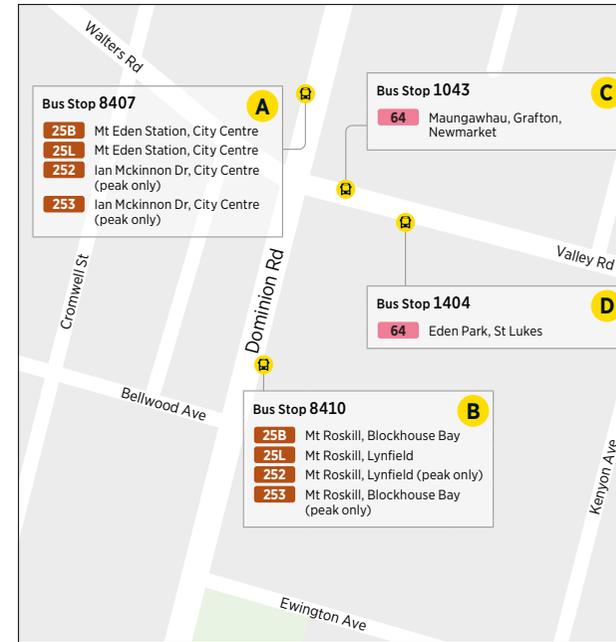 Walters Rd
Bus Stop 8407
A
25B Mt Eden Station, City Centre
25L Mt Eden Station, City Centre
252 Ian Mckinnon Dr, City Centre
(peak only)
253 Ian Mckinnon Dr, City Centre
(peak only)
Bus Stop 1043
C
64 Maungawhau, Grafton,
Newmarket
Valley Rd
Cromwell St
Dominion Rd
Bus Stop 1404
D
64 Eden Park, St Lukes
Bellwood Ave
Bus Stop 8410
B
25B Mt Roskill, Blockhouse Bay
25L Mt Roskill, Lynfield
252 Mt Roskill, Lynfield (peak only)
253 Mt Roskill, Blockhouse Bay
(peak only)
Kenyon Ave
Ewington Ave